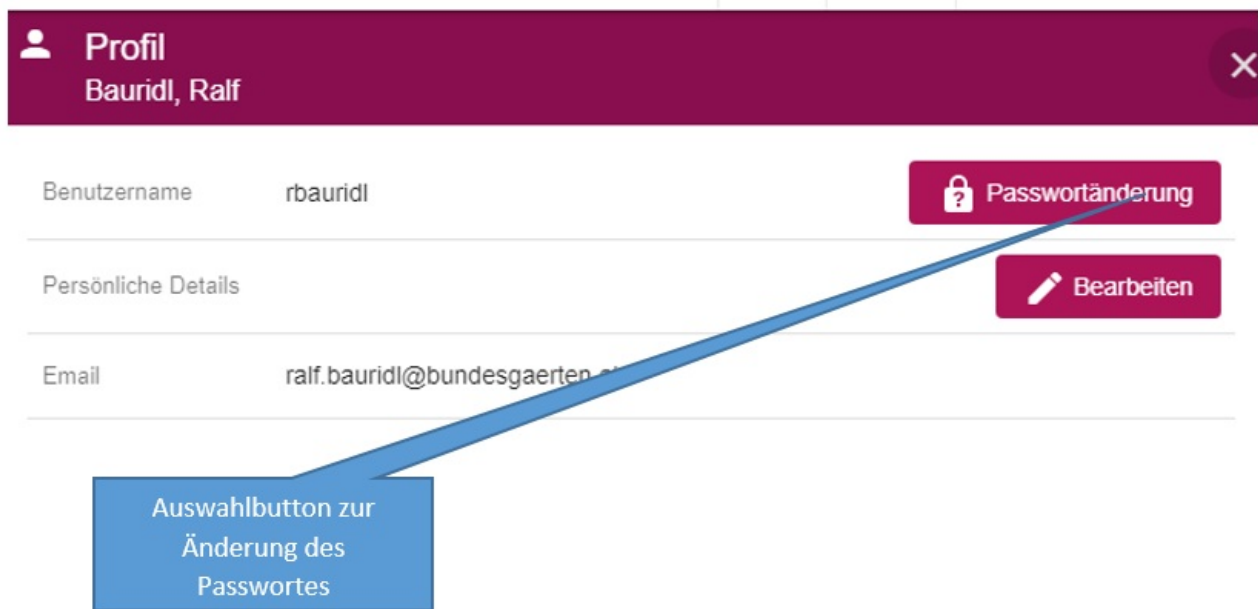 Profil
Bauridl, Ralf
Benutzername rbauridl Passwortänderung
Persönliche Details Bearbeiten
Email
Auswahlbutton zur
Änderung des
Passwortes